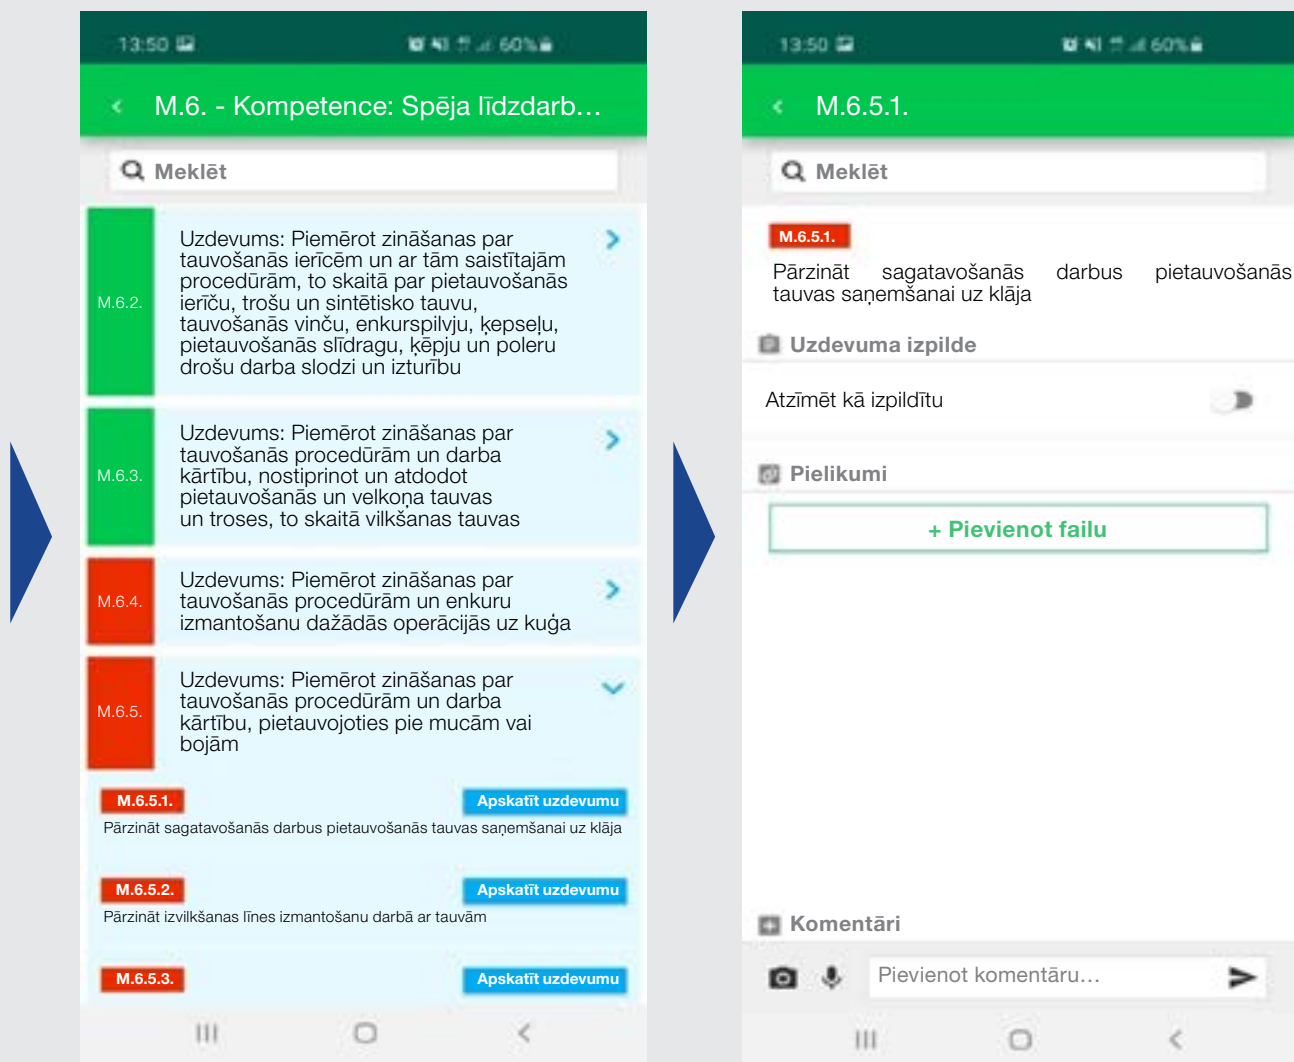 13:50 60%
M.6. - Kompetence: Spēja līdzdarb...
Meklēt
M.6.2.
Uzdevums: Piemērot zināšanas par
tauvošanās ierīcēm un ar tām saistītajām
procedūrām, to skaitā par pietauvošanās
ierīču, trošu un sintētisko tauvu,
tauvošanās vinču, enkurspilvju, ķepseļu,
pietauvošanās slīdragu, ķēpju un poleru
drošu darba slodzi un izturību
M.6.3.
Uzdevums: Piemērot zināšanas par
tauvošanās procedūrām un darba
kārtību, nostiprinot un atdodot
pietauvošanās un velkoņa tauvas
un troses, to skaitā vilkšanas tauvas
M.6.4.
Uzdevums: Piemērot zināšanas par
tauvošanās procedūrām un enkuru
izmantošanu dažādās operācijās uz kuģa
M.6.5.
Uzdevums: Piemērot zināšanas par
tauvošanās procedūrām un darba
kārtību, pietauvojoties pie mucām vai
bojām
M.6.5.1. Apskatīt uzdevumu
Pārzināt sagatavošanās darbus pietauvošanās tauvas saņemšanai uz klāja
M.6.5.2. Apskatīt uzdevumu
Pārzināt izvilkšanas līnes izmantošanu darbā ar tauvām
M.6.5.3. Apskatīt uzdevumu
13:50 60%
M.6.5.1.
Meklēt
M.6.5.1.
Pārzināt sagatavošanās darbus pietauvošanās
tauvas saņemšanai uz klāja
Uzdevuma izpilde
Atzīmēt kā izpildītu
Pielikumi
+ Pievienot failu
Komentāri
Pievienot komentāru...